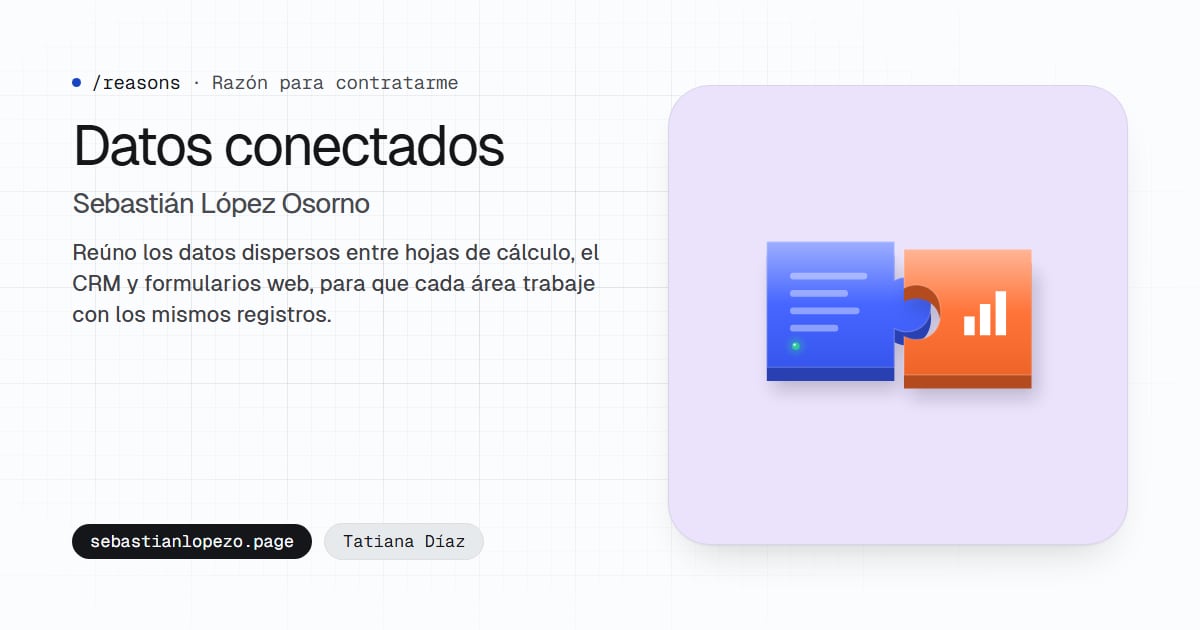 /reasons · Razón para contratarme
Datos conectados
Sebastián López Osorno
Reúno los datos dispersos entre hojas de cálculo, el
CRM y formularios web, para que cada área trabaje
con los mismos registros.
sebastianlopezo.page
Tatiana Díaz